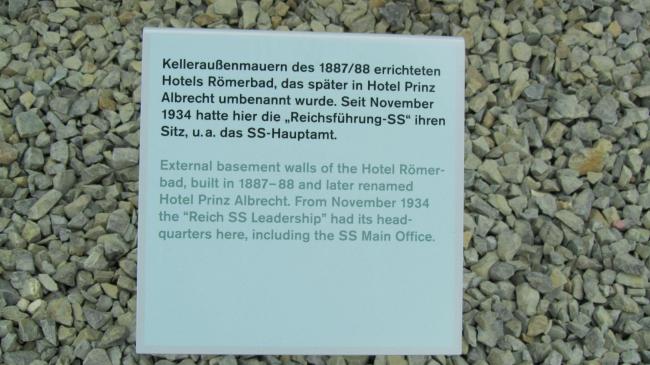 Kelleraußenmauern des 1887/88 errichteten
Hotels Römerbad, das später in Hotel Prinz
Albrecht umbenannt wurde. Seit November
1934 hatte hier die „Reichsführung-SS“ ihren
Sitz, u. a. das SS-Hauptamt.
External basement walls of the Hotel Römer-
bad, built in 1887–88 and later renamed
Hotel Prinz Albrecht. From November 1934
the “Reich SS Leadership” had its head-
quarters here, including the SS Main Office.